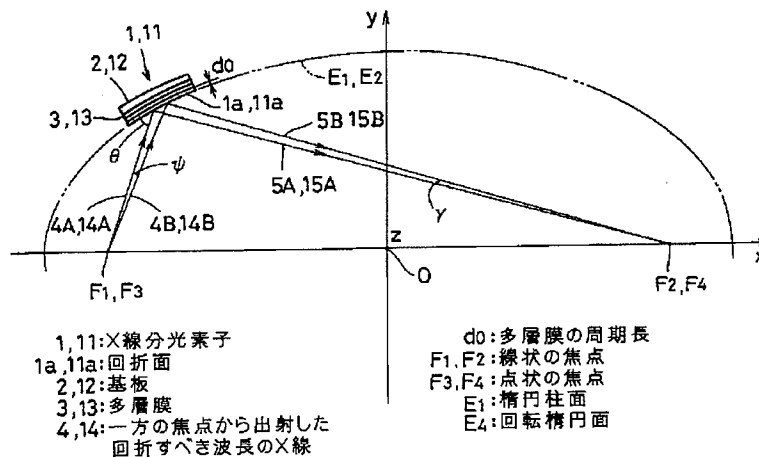 1,11
2,12
do
y
E1,E2
1a,11a
3,13
5B 15B
θ
ψ
5A,15A
4A,14A
4B,14B
γ
z
x
F1,F3
O
F2,F4
1,11:X線分光素子
1a,11a:回折面
2,12:基板
3,13:多層膜
4,14:一方の焦点から出射した
回折すべき波長のX線
do:多層膜の周期長
F1,F2:線状の焦点
F3,F4:点状の焦点
E1:楕円柱面
E4:回転楕円面